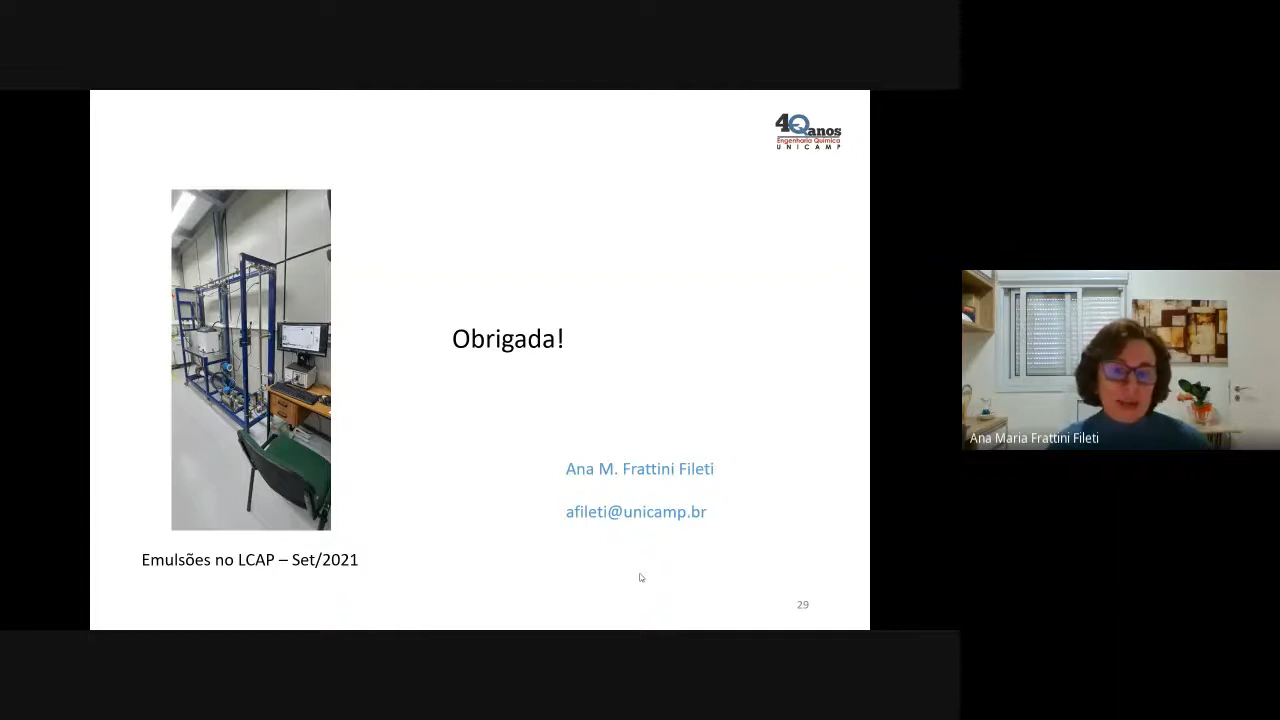 40 anos
Engenharia Química
UNICAMP
Obrigada!
Ana M. Frattini Fileti
afileti@unicamp.br
Emulsões no LCAP – Set/2021
29
Ana Maria Frattini Fileti